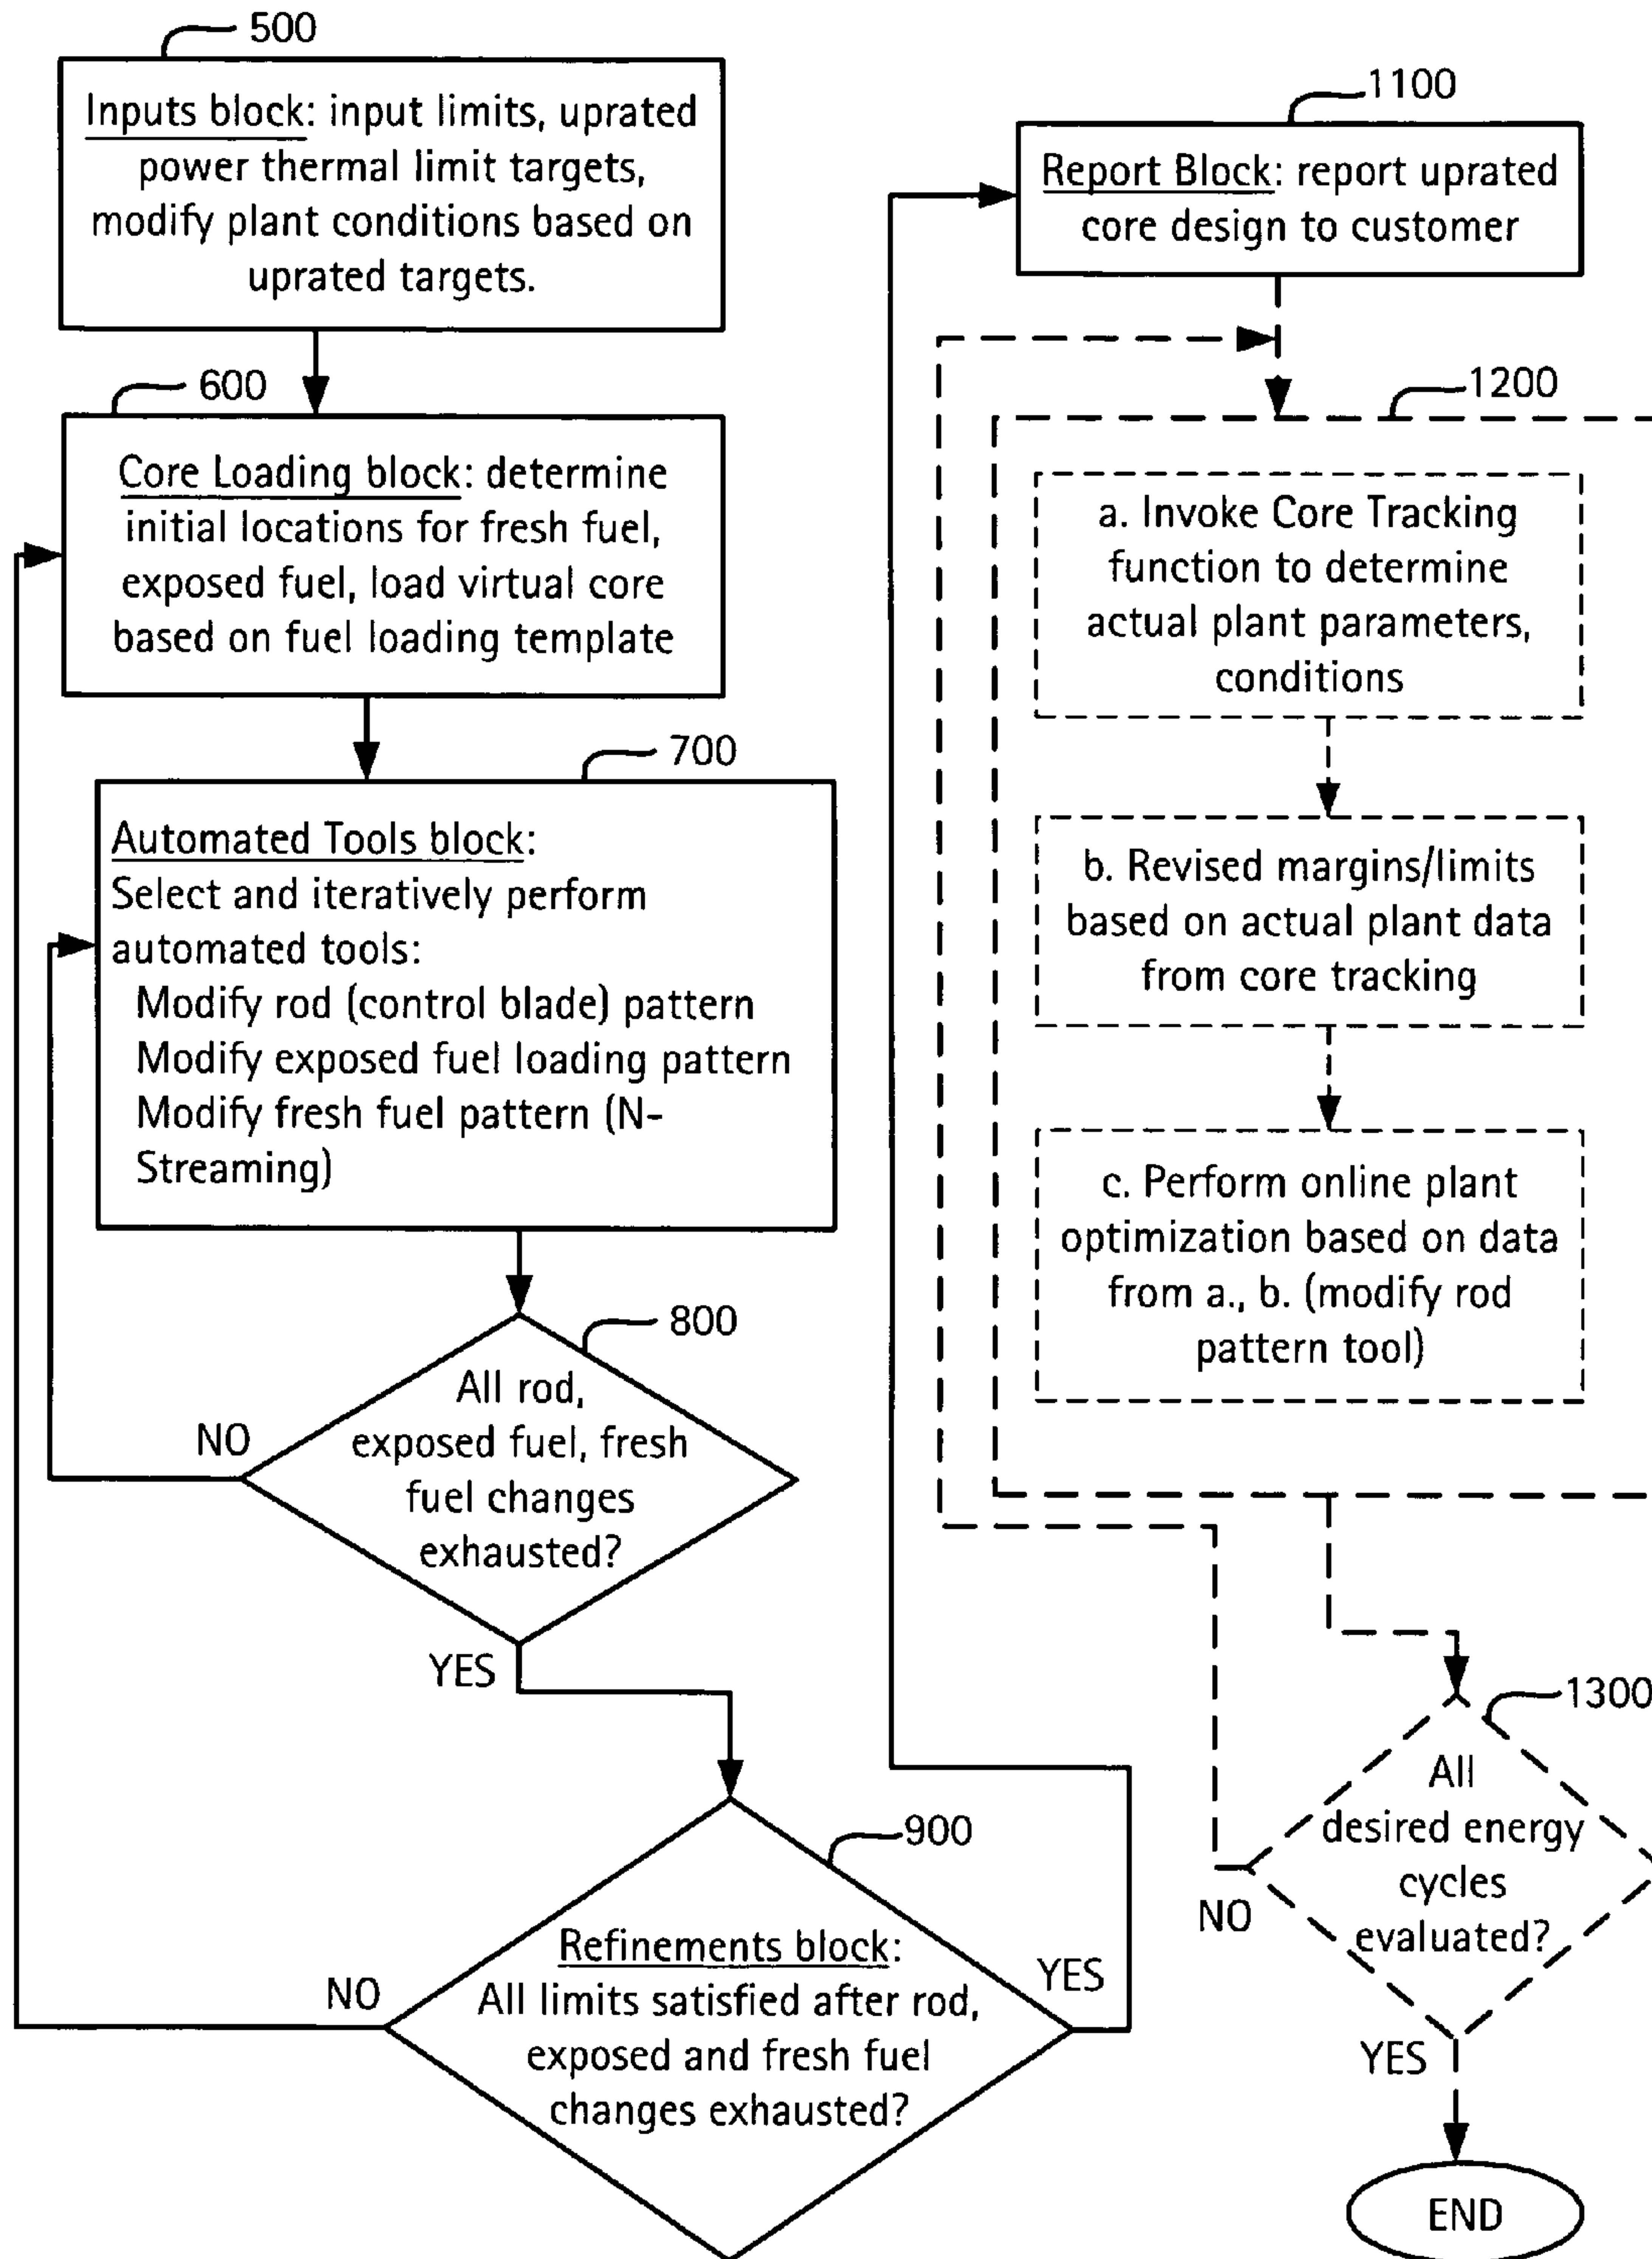 500
Inputs block: input limits, uprated
power thermal limit targets,
modify plant conditions based on
uprated targets.
600
Core Loading block: determine
initial locations for fresh fuel,
exposed fuel, load virtual core
based on fuel loading template
700
Automated Tools block:
Select and iteratively perform
automated tools:
Modify rod (control blade) pattern
Modify exposed fuel loading pattern
Modify fresh fuel pattern (N-
Streaming)
800
All rod,
exposed fuel, fresh
fuel changes
exhausted?
NO
YES
900
Refinements block:
All limits satisfied after rod,
exposed and fresh fuel
changes exhausted?
NO
YES
1100
Report Block: report uprated
core design to customer
1200
a. Invoke Core Tracking
function to determine
actual plant parameters,
conditions
b. Revised margins/limits
based on actual plant data
from core tracking
c. Perform online plant
optimization based on data
from a., b. (modify rod
pattern tool)
1300
All
desired energy
cycles
evaluated?
NO
YES
END